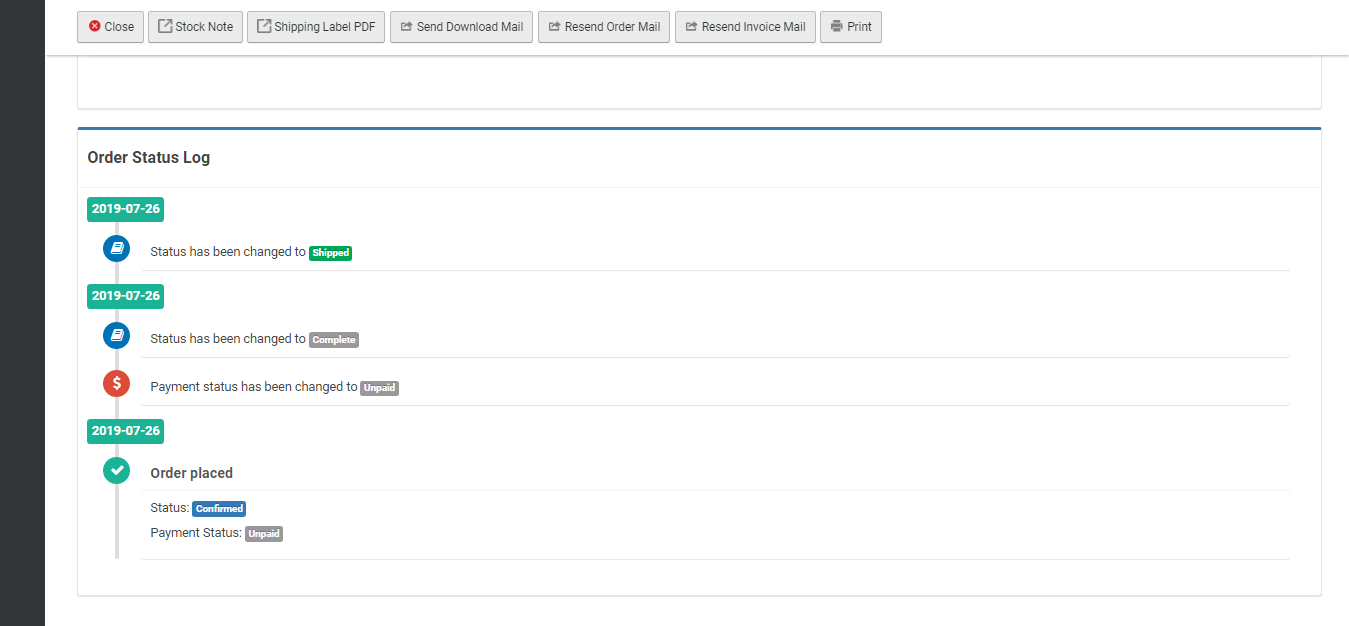 Close Stock Note Shipping Label PDF Send Download Mail Resend Order Mail Resend Invoice Mail Print
Order Status Log
2019-07-26
Status has been changed to Shipped
2019-07-26
Status has been changed to Complete
Payment status has been changed to Unpaid
2019-07-26
Order placed
Status: Confirmed
Payment Status: Unpaid